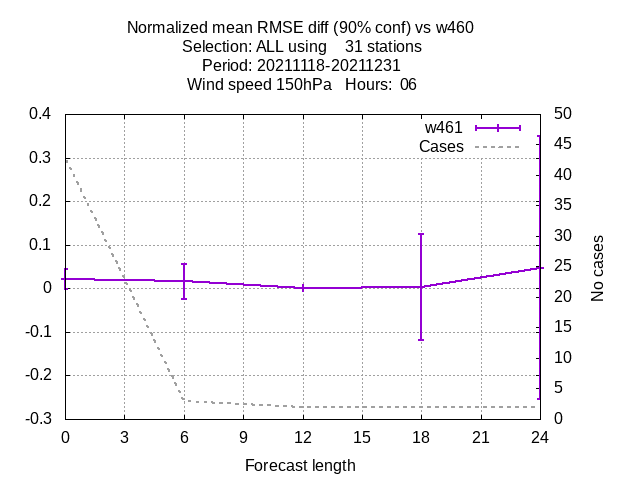 Normalized mean RMSE diff (90% conf) vs w460
Selection: ALL using    31 stations
Period: 20211118-20211231
Wind speed 150hPa   Hours:  06
w461
Cases
0.4
0.3
0.2
0.1
0
-0.1
-0.2
-0.3
50
45
40
35
30
25
20
15
10
5
0
No cases
0 3 6 9 12 15 18 21 24
Forecast length